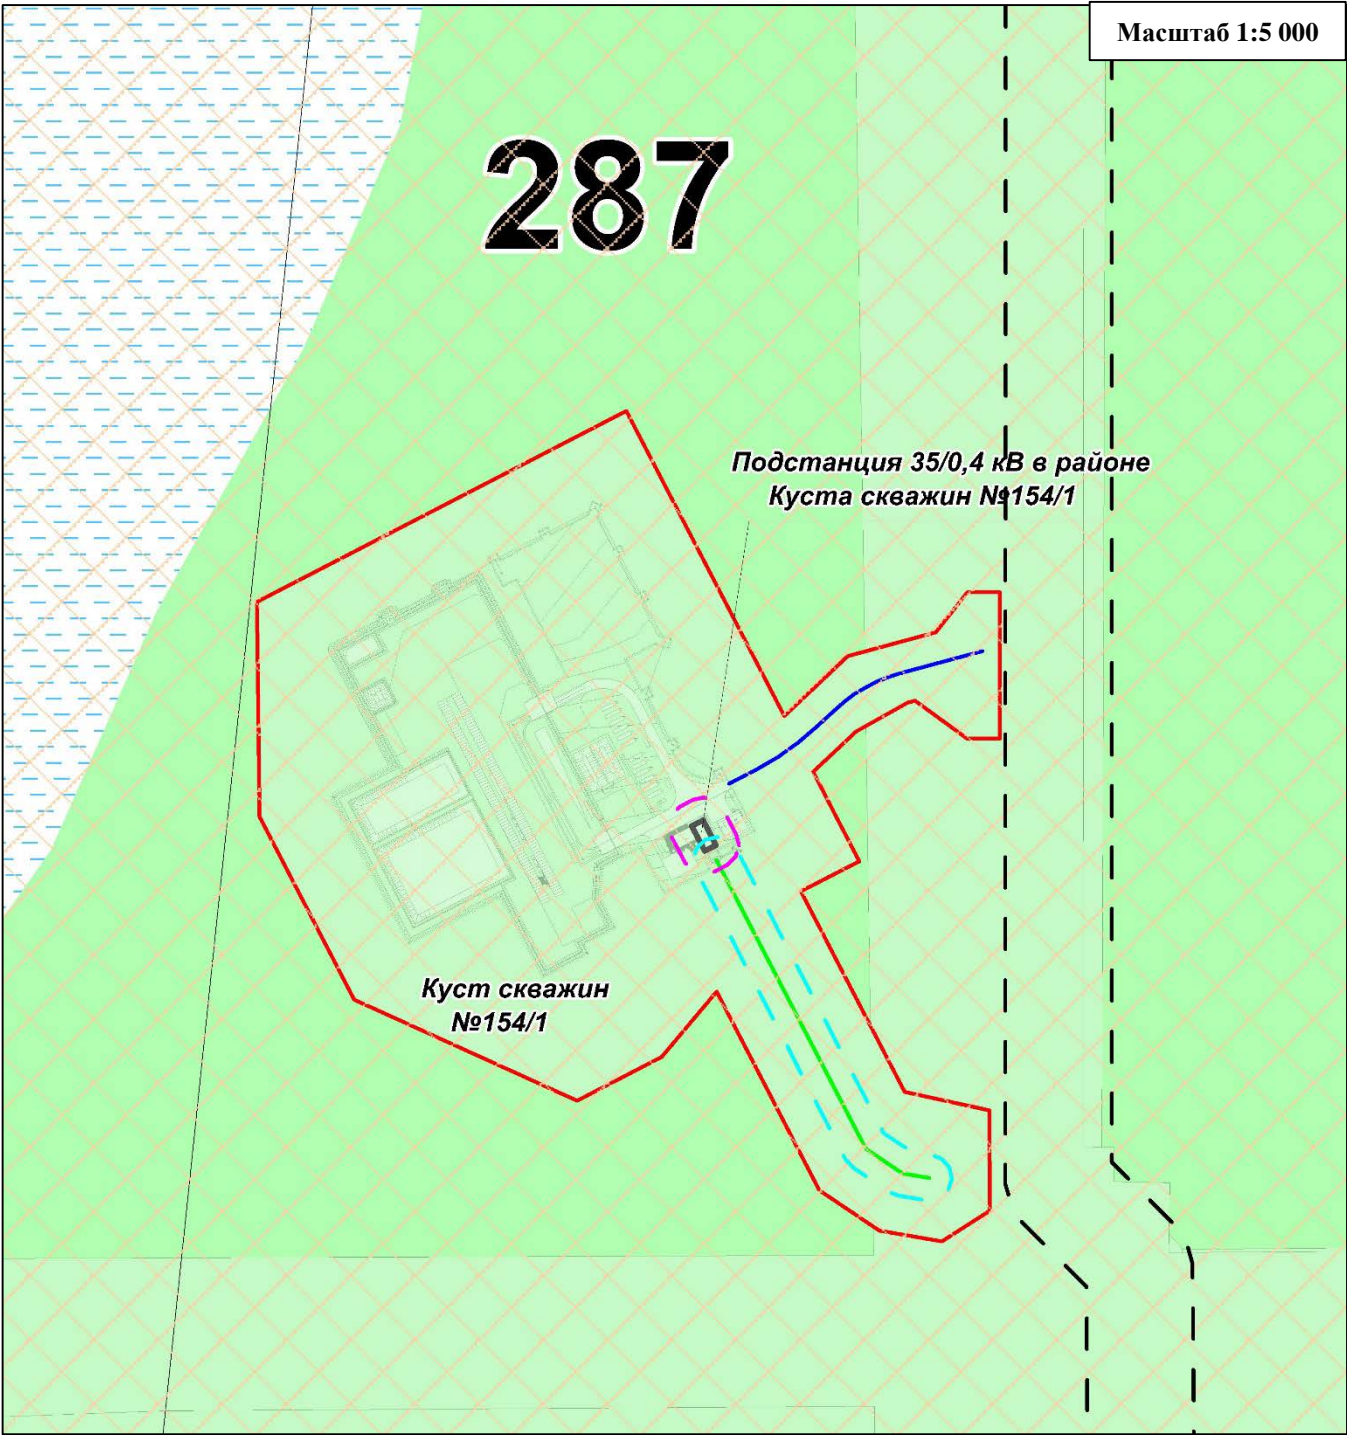 Масштаб 1:5 000
287
Подстанция 35/0,4 кВ в районе
Куста скважин №154/1
Куст скважин
№154/1